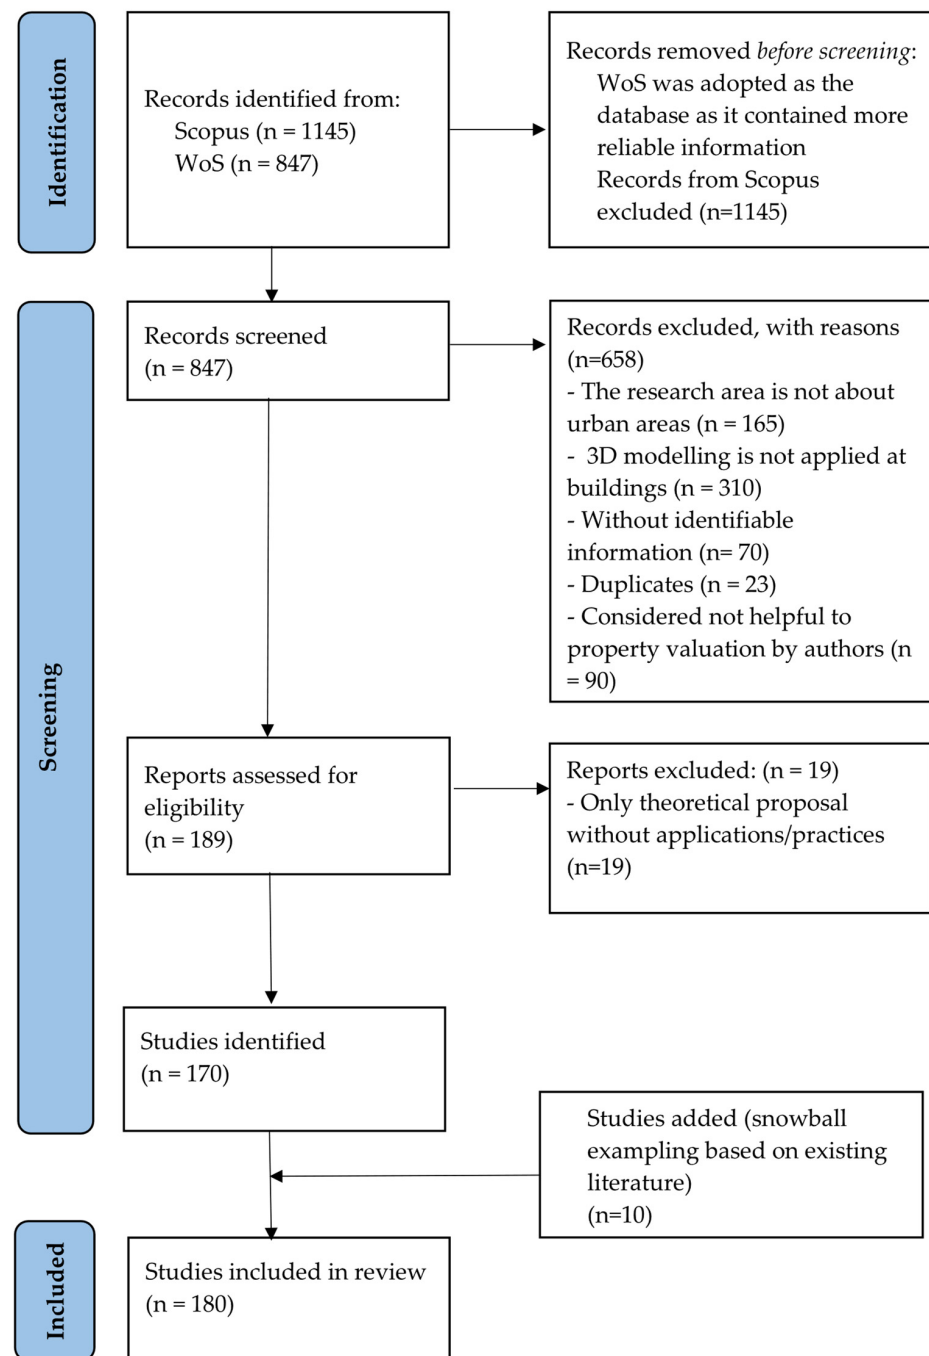 Identification
Records identified from:
Scopus (n = 1145)
WoS (n = 847)
Records removed before screening:
WoS was adopted as the
database as it contained more
reliable information
Records from Scopus
excluded (n=1145)
Screening
Records screened
(n = 847)
Records excluded, with reasons
(n=658)
- The research area is not about
urban areas (n = 165)
- 3D modelling is not applied at
buildings (n = 310)
- Without identifiable
information (n= 70)
- Duplicates (n = 23)
- Considered not helpful to
property valuation by authors (n
= 90)
Reports assessed for
eligibility
(n = 189)
Reports excluded: (n = 19)
- Only theoretical proposal
without applications/practices
(n=19)
Studies identified
(n = 170)
Studies added (snowball
exampling based on existing
literature)
(n=10)
Included
Studies included in review
(n = 180)